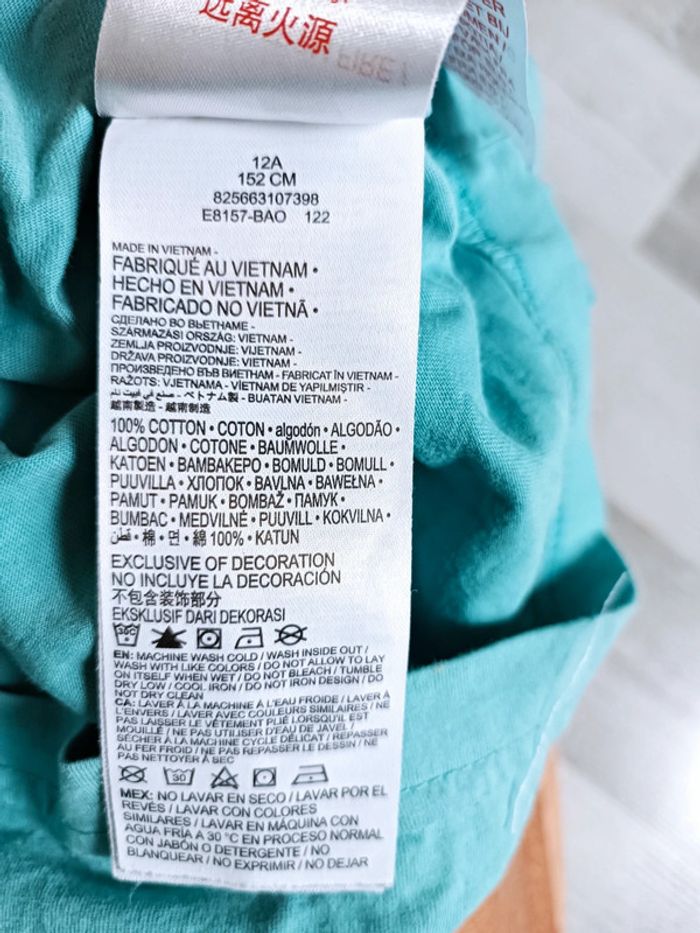 远离火源
12A
152 CM
825663107398
E8157-BAO 122
MADE IN VIETNAM -
FABRIQUÉ AU VIETNAM •
HECHO EN VIETNAM •
FABRICADO NO VIETNÃ •
СДЕЛАНО ВО ВЬЕТНАМЕ -
SZÁRMAZÁSI ORSZÁG: VIETNAM -
ZEMLJA PROIZVODNJE: VIJETNAM -
DRŽAVA PROIZVODNJE: VIETNAM -
ПРОИЗВЕДЕНО ВЪВ ВИЕТНАМ - FABRICAT ÎN VIETNAM -
RAŽOTS: VJETNAMA - VİETNAM DE YAPILMIŞTIR -
صنع في فييت نام - ベトナム製 - BUATAN VIETNAM -
越南製造 - 越南制造
100% COTTON • COTON • algodón • ALGODÃO •
ALGODON • COTONE • BAUMWOLLE •
KATOEN • ΒΑΜΒΑΚΕΡΟ • BOMULD • BOMULL •
PUUVILLA • ХЛОПОК • BAVLNA • BAWEŁNA •
PAMUT • PAMUK • BOMBAŽ • ПАМУК •
BUMBAC • MEDVILNĖ • PUUVILL • KOKVILNA •
قطن • 棉 • 면 • 綿 100% • KATUN
EXCLUSIVE OF DECORATION
NO INCLUYE LA DECORACIÓN
不包含装饰部分
EKSKLUSIF DARI DEKORASI
30C
EN: MACHINE WASH COLD / WASH INSIDE OUT /
WASH WITH LIKE COLORS / DO NOT ALLOW TO LAY
ON ITSELF WHEN WET / DO NOT BLEACH / TUMBLE
DRY LOW / COOL IRON / DO NOT IRON DESIGN / DO
NOT DRY CLEAN
CA: LAVER À LA MACHINE À L'EAU FROIDE / LAVER À
L'ENVERS / LAVER AVEC COULEURS SIMILAIRES / NE
PAS LAISSER LE VÊTEMENT PLIÉ LORSQU'IL EST
MOUILLÉ / NE PAS UTILISER D'EAU DE JAVEL /
SÉCHER À LA MACHINE CYCLE DÉLICAT / REPASSER
AU FER FROID / NE PAS REPASSER LE DESSIN / NE
PAS NETTOYER À SEC
30
MEX: NO LAVAR EN SECO / LAVAR POR EL
REVÉS / LAVAR CON COLORES
SIMILARES / LAVAR EN MÁQUINA CON
AGUA FRÍA A 30 °C EN PROCESO NORMAL
CON JABÓN O DETERGENTE / NO
BLANQUEAR / NO EXPRIMIR / NO DEJAR